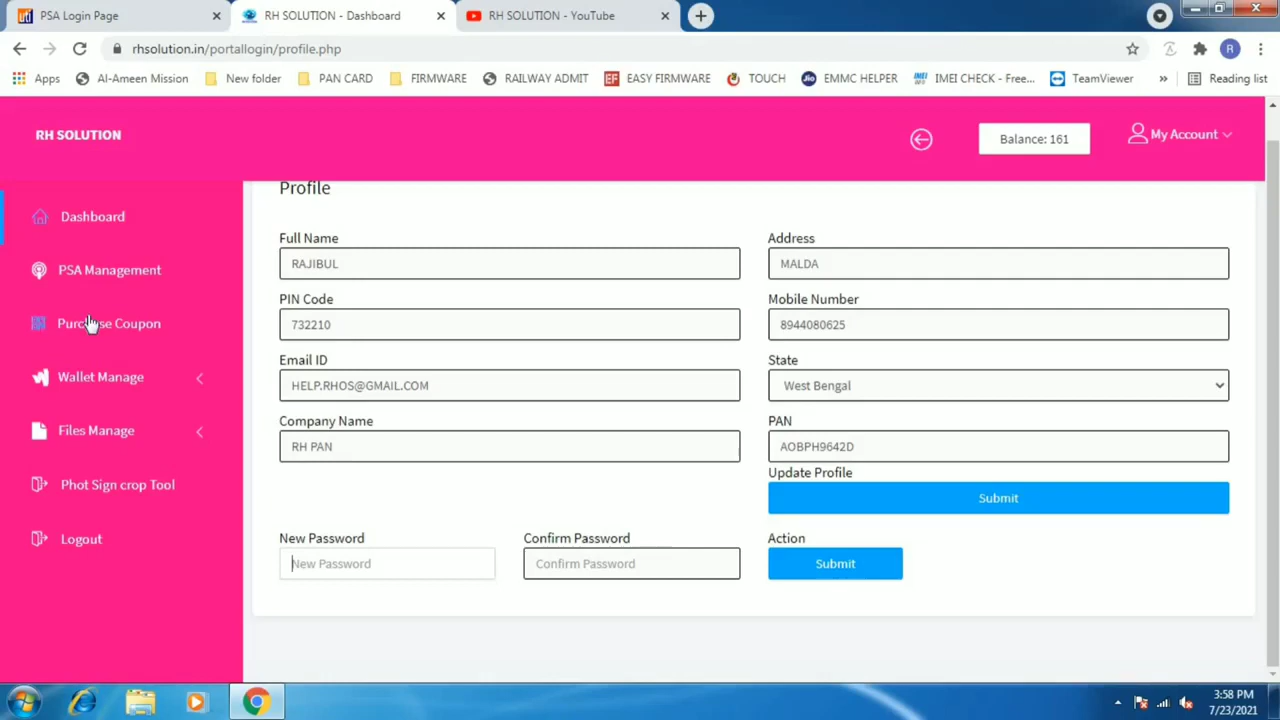 PSA Login Page
RH SOLUTION - Dashboard
RH SOLUTION - YouTube
rhsolution.in/portallogin/profile.php
R
Apps
Al-Ameen Mission
New folder
PAN CARD
FIRMWARE
RAILWAY ADMIT
EF EASY FIRMWARE
TOUCH
Jio EMMC HELPER
IMEI CHECK - Free...
TeamViewer
»
Reading list
RH SOLUTION
Balance: 161
My Account
Dashboard
PSA Management
Purchase Coupon
Wallet Manage
Files Manage
Phot Sign crop Tool
Logout
Profile
Full Name
Address
RAJIBUL
MALDA
PIN Code
Mobile Number
732210
8944080625
Email ID
State
HELP.RHOS@GMAIL.COM
West Bengal
Company Name
PAN
RH PAN
AOBPH9642D
Update Profile
Submit
New Password
Confirm Password
Action
New Password
Confirm Password
Submit
3:58 PM
7/23/2021